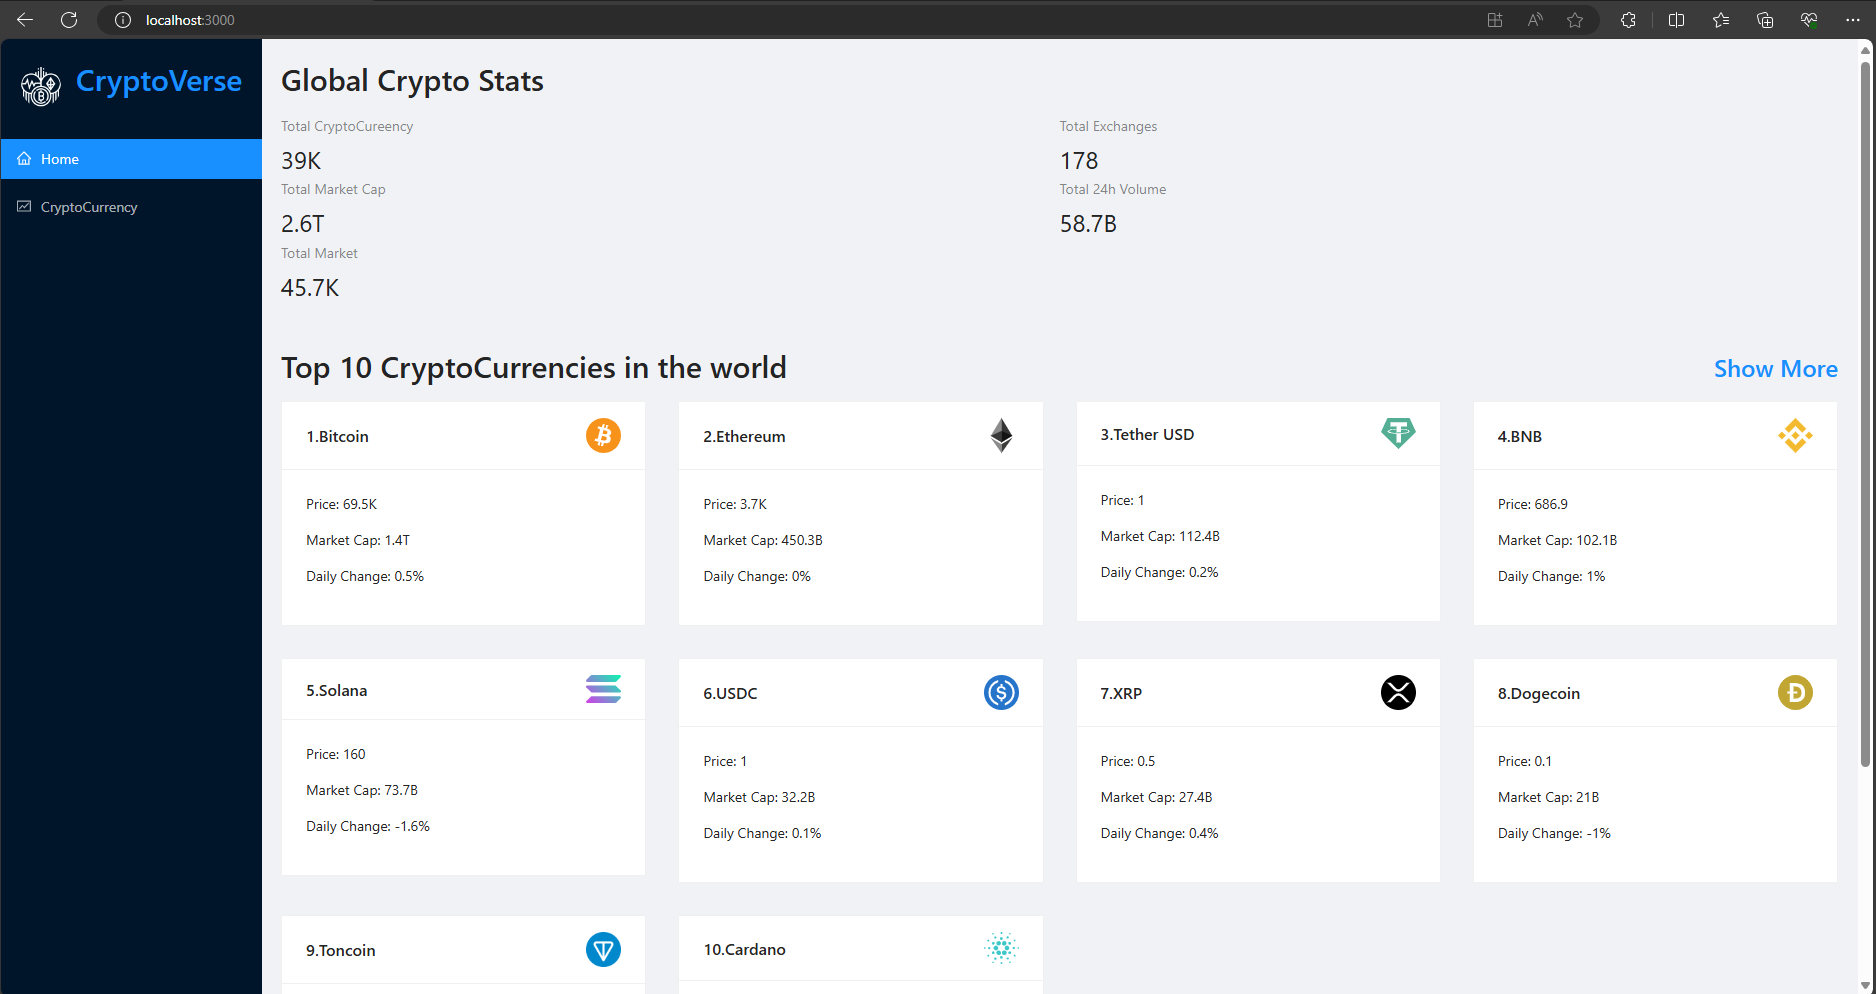 localhost:3000
CryptoVerse
Home
CryptoCurrency
Global Crypto Stats
Total CryptoCureency
39K
Total Exchanges
178
Total Market Cap
2.6T
Total 24h Volume
58.7B
Total Market
45.7K
Top 10 CryptoCurrencies in the world
Show More
1.Bitcoin
Price: 69.5K
Market Cap: 1.4T
Daily Change: 0.5%
2.Ethereum
Price: 3.7K
Market Cap: 450.3B
Daily Change: 0%
3.Tether USD
Price: 1
Market Cap: 112.4B
Daily Change: 0.2%
4.BNB
Price: 686.9
Market Cap: 102.1B
Daily Change: 1%
5.Solana
Price: 160
Market Cap: 73.7B
Daily Change: -1.6%
6.USDC
Price: 1
Market Cap: 32.2B
Daily Change: 0.1%
7.XRP
Price: 0.5
Market Cap: 27.4B
Daily Change: 0.4%
8.Dogecoin
Price: 0.1
Market Cap: 21B
Daily Change: -1%
9.Toncoin
10.Cardano